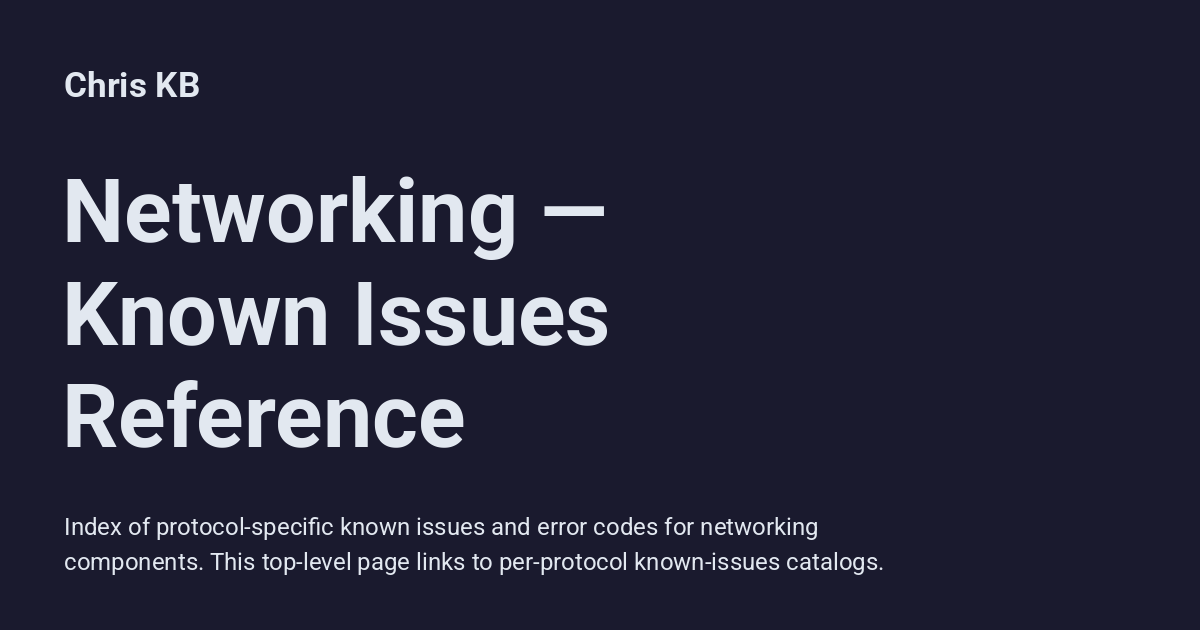 Chris KB
Networking —
Known Issues
Reference
Index of protocol-specific known issues and error codes for networking
components. This top-level page links to per-protocol known-issues catalogs.